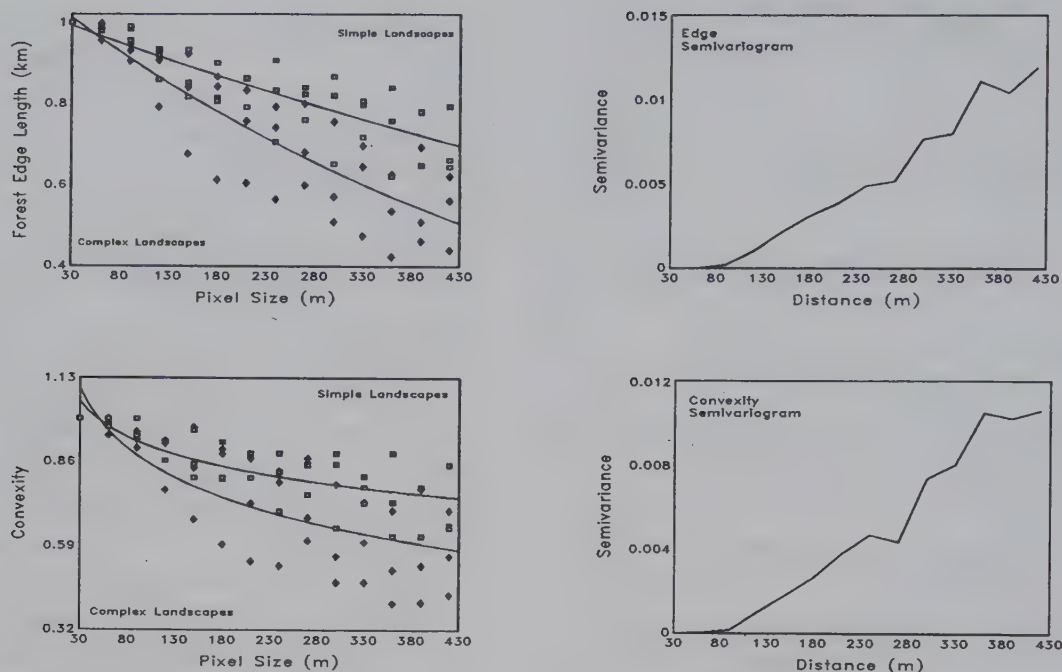 Forest Edge Length (km)
1
0.8
0.6
0.4
Simple Landscapes
Complex Landscapes
30 80 130 180 230 280 330 380 430
Pixel Size (m)
Semivariance
0.015
0.01
0.005
0
Edge
Semivariogram
30 80 130 180 230 280 330 380 430
Distance (m)
Convexity
1.13
0.86
0.59
0.32
Simple Landscapes
Complex Landscapes
30 80 130 180 230 280 330 380 430
Pixel Size (m)
Semivariance
0.012
0.008
0.004
0
Convexity
Semivariogram
30 80 130 180 230 280 330 380 430
Distance (m)